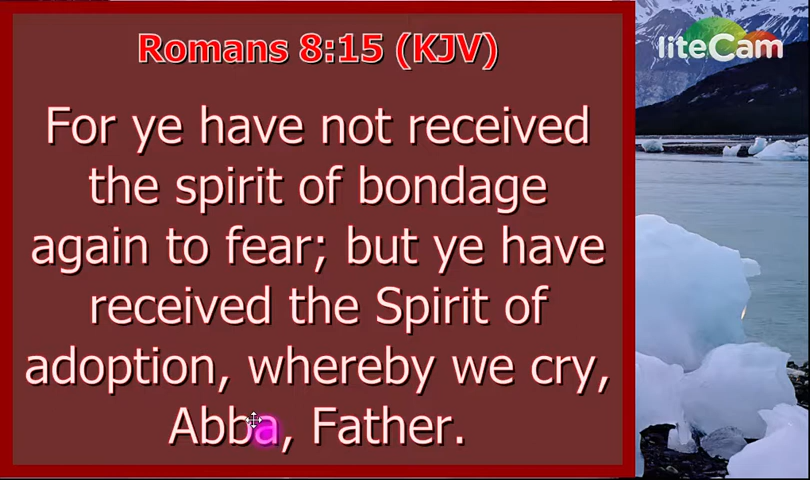 Romans 8:15 (KJV)
liteCam
For ye have not received
the spirit of bondage
again to fear; but ye have
received the Spirit of
adoption, whereby we cry,
Abba, Father.